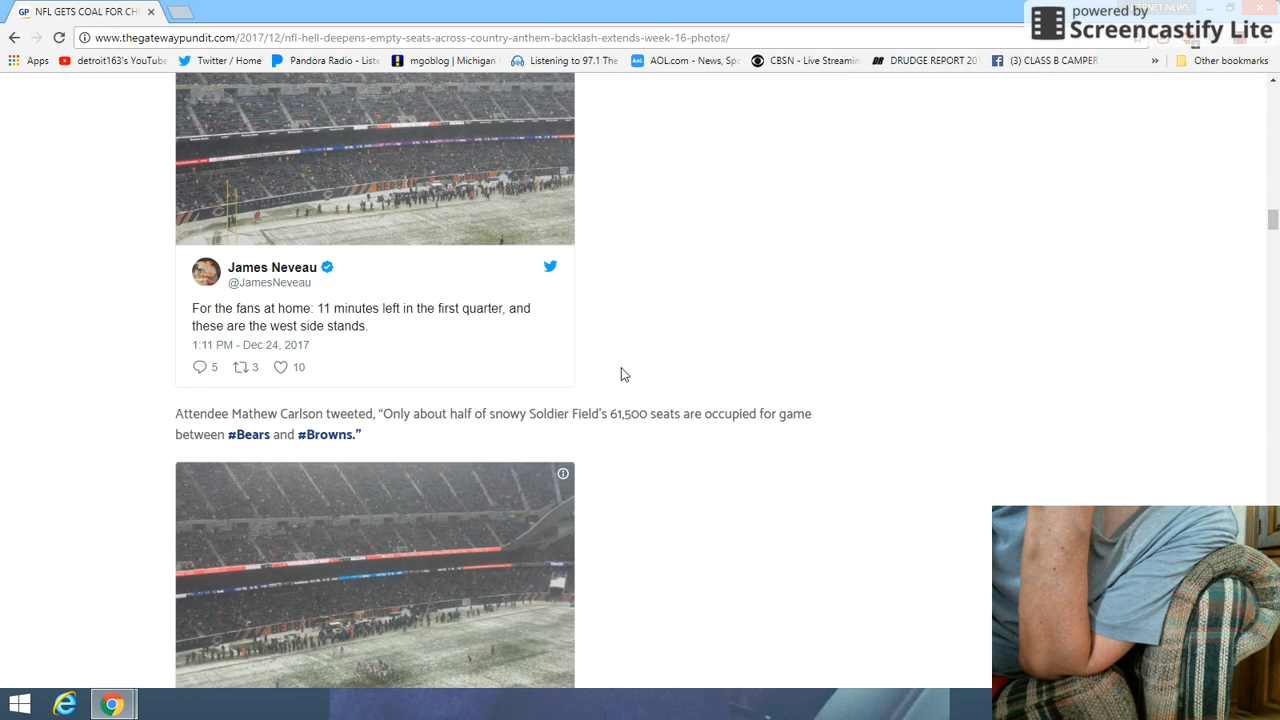 GP NFL GETS COAL FOR CH
powered by
Screencastify Lite
www.thegatewaypundit.com/2017/12/nfl-hell-deepens-empty-seats-across-country-anthem-backlash-extends-week-16-photos/
Apps detroit163's YouTube Twitter / Home Pandora Radio - Liste mgoblog | Michigan Listening to 97.1 The AOL.com - News, Spo CBSN - Live Streamin DRUDGE REPORT 20 (3) CLASS B CAMPER » Other bookmarks
James Neveau
@JamesNeveau
For the fans at home: 11 minutes left in the first quarter, and
these are the west side stands.
1:11 PM - Dec 24, 2017
5 3 10
Attendee Mathew Carlson tweeted, “Only about half of snowy Soldier Field's 61,500 seats are occupied for game
between #Bears and #Browns.”